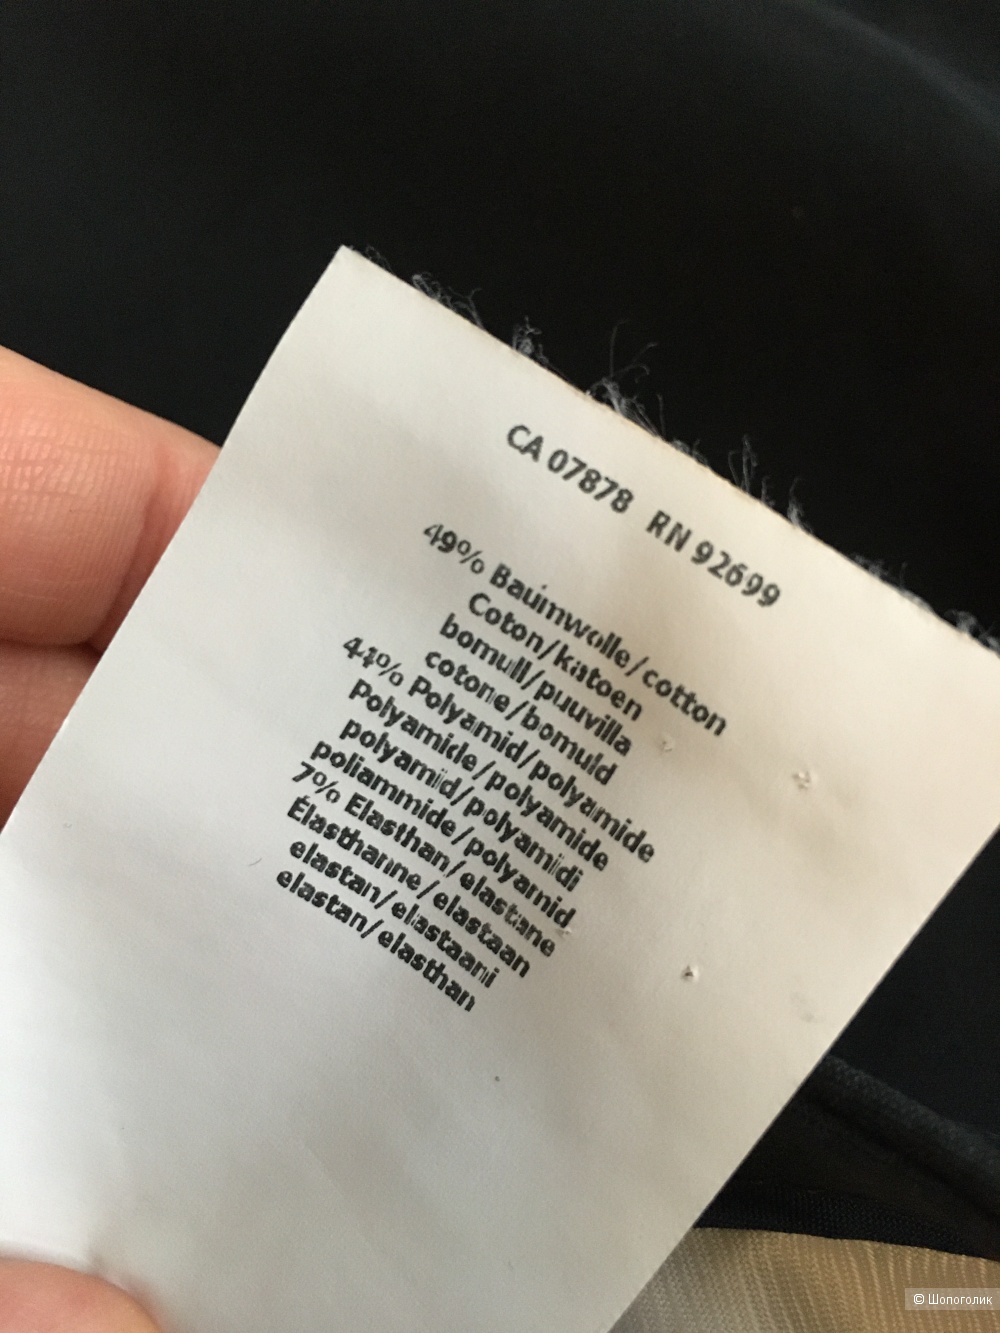 CA 07878 RN 92699
49% Baumwolle/cotton
Coton/katoen
bomull/puuvilla
cotone/bomuld
44% Polyamid/polyamide
Polyamide/polyamide
polyamid/polyamidi
poliammide/polyamid
7% Elasthan/elastane
Élasthanne/elastaan
elastan/elastaani
elastan/elasthan
© Шопоголик